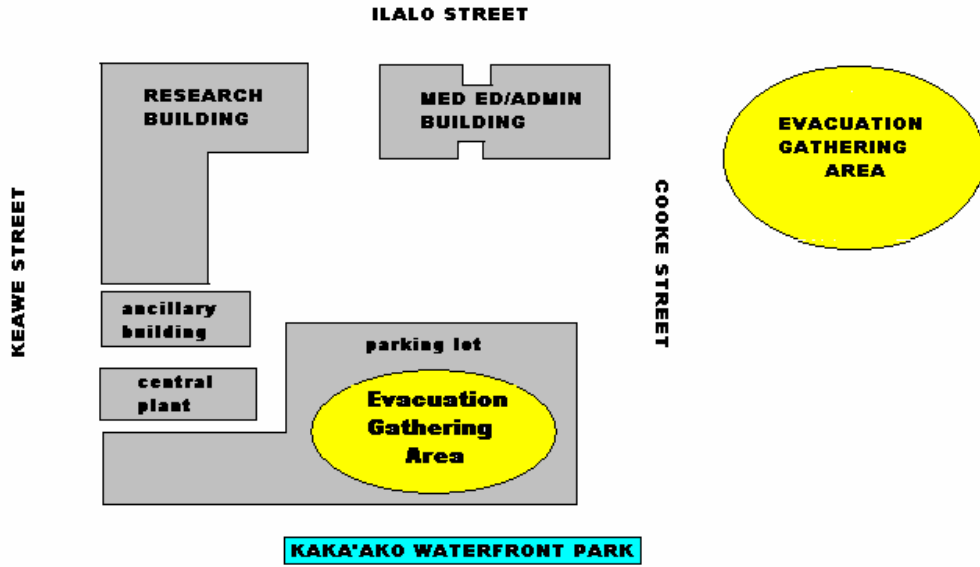 ILALO STREET
RESEARCH
BUILDING
MED ED/ADMIN
BUILDING
EVACUATION
GATHERING
AREA
KEAWE STREET
COOKE STREET
ancillary
building
parking lot
central
plant
Evacuation
Gathering
Area
KAKA'AKO WATERFRONT PARK